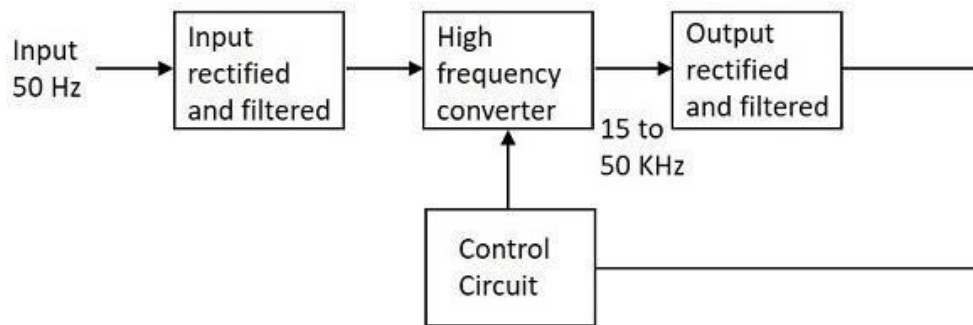 Input
50 Hz
Input
rectified
and filtered
High
frequency
converter
15 to
50 KHz
Output
rectified
and filtered
Control
Circuit